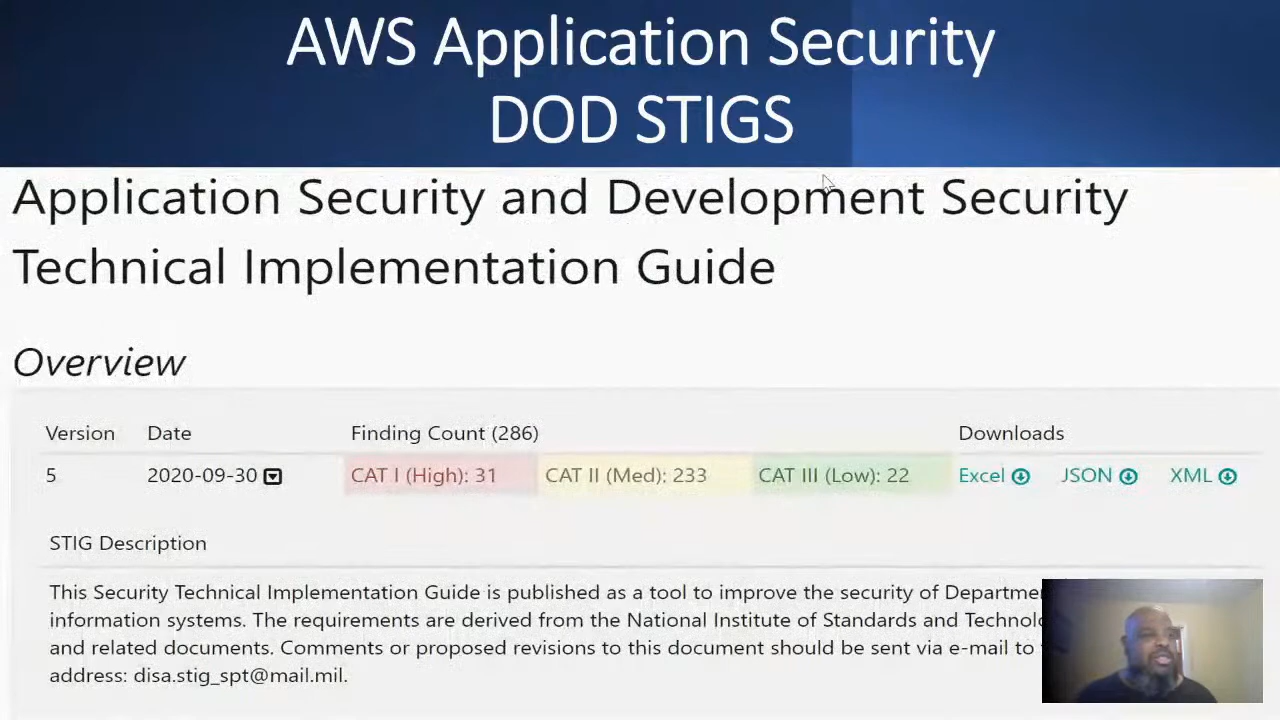 AWS Application Security
DOD STIGS
Application Security and Development Security
Technical Implementation Guide
Overview
Version Date Finding Count (286) Downloads
5 2020-09-30 CAT I (High): 31 CAT II (Med): 233 CAT III (Low): 22 Excel JSON XML
STIG Description
This Security Technical Implementation Guide is published as a tool to improve the security of
information systems. The requirements are derived from the National Institute of Standards and
and related documents. Comments or proposed revisions to this document should be sent via e-mail to
address: disa.stig_spt@mail.mil.